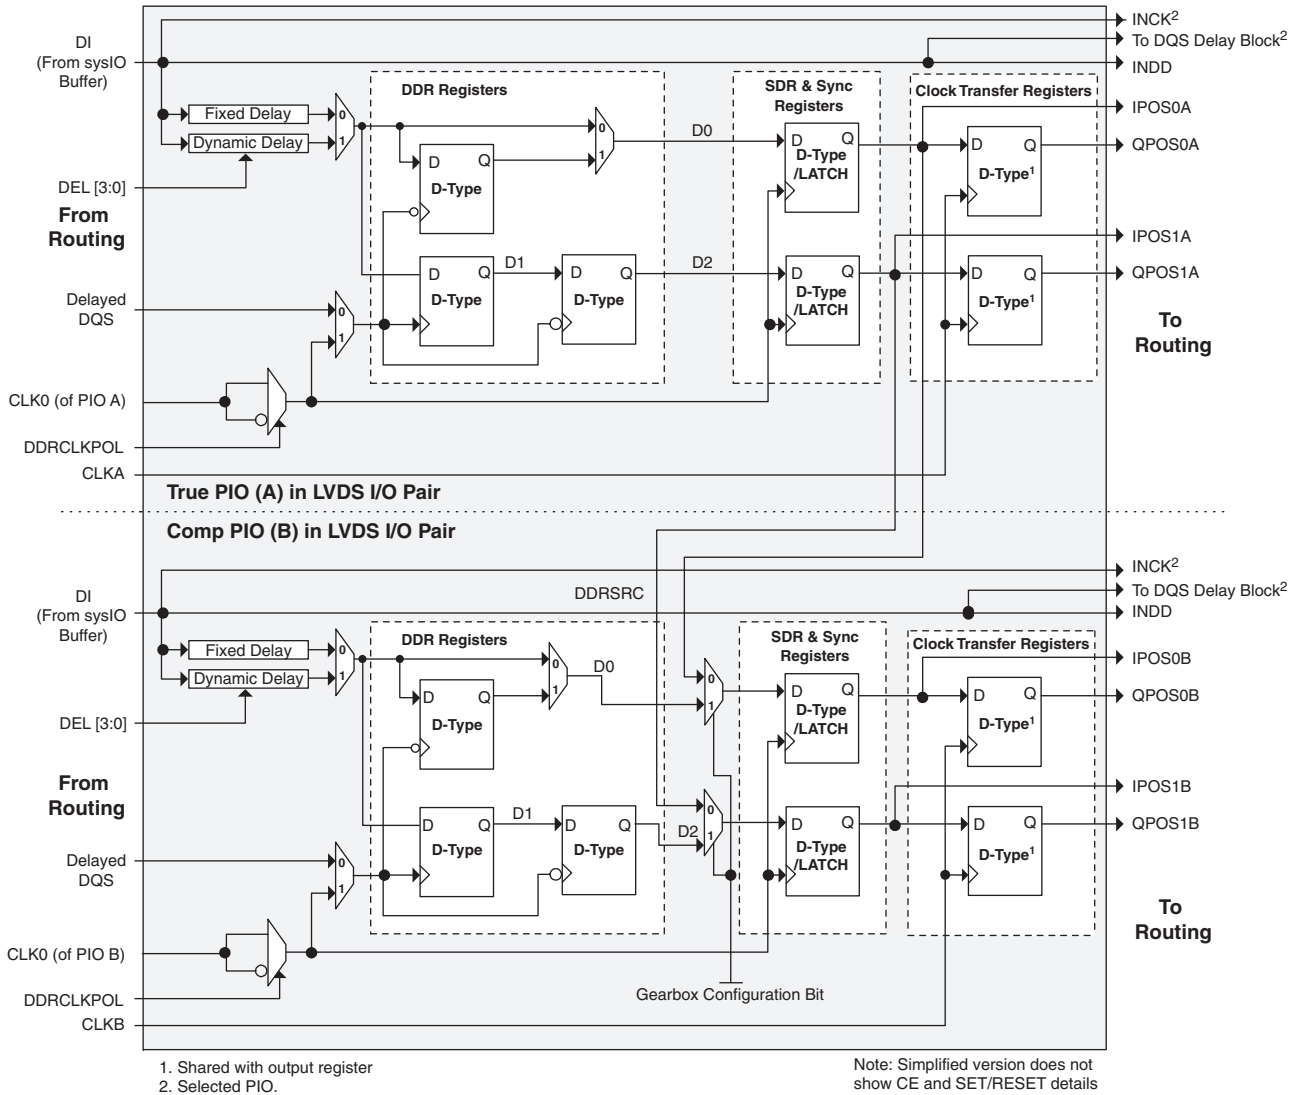 INCK2
DI
(From sysIO
Buffer)
To DQS Delay Block2
INDD
DDR Registers
SDR & Sync
Registers
Clock Transfer Registers
Fixed Delay
0
Dynamic Delay
1
0
1
D0
D Q
D-Type
D Q
D-Type
/LATCH
D Q
D-Type1
IPOS0A
QPOS0A
DEL [3:0]
From
Routing
IPOS1A
D Q
D-Type
D1
D Q
D-Type
D2
D Q
D-Type
/LATCH
D Q
D-Type1
QPOS1A
Delayed
DQS
0
1
To
Routing
CLK0 (of PIO A)
DDRCLKPOL
CLKA
True PIO (A) in LVDS I/O Pair
Comp PIO (B) in LVDS I/O Pair
INCK2
DI
(From sysIO
Buffer)
DDRSRC
To DQS Delay Block2
INDD
DDR Registers
SDR & Sync
Registers
Clock Transfer Registers
Fixed Delay
0
Dynamic Delay
1
0
1
D0
0
1
D Q
D-Type
D Q
D-Type
/LATCH
D Q
D-Type1
IPOS0B
QPOS0B
DEL [3:0]
From
Routing
IPOS1B
D Q
D-Type
D1
D Q
D-Type
D2
0
1
D Q
D-Type
/LATCH
D Q
D-Type1
QPOS1B
Delayed
DQS
0
1
To
Routing
CLK0 (of PIO B)
DDRCLKPOL
Gearbox Configuration Bit
CLKB
1. Shared with output register
2. Selected PIO.
Note: Simplified version does not
show CE and SET/RESET details